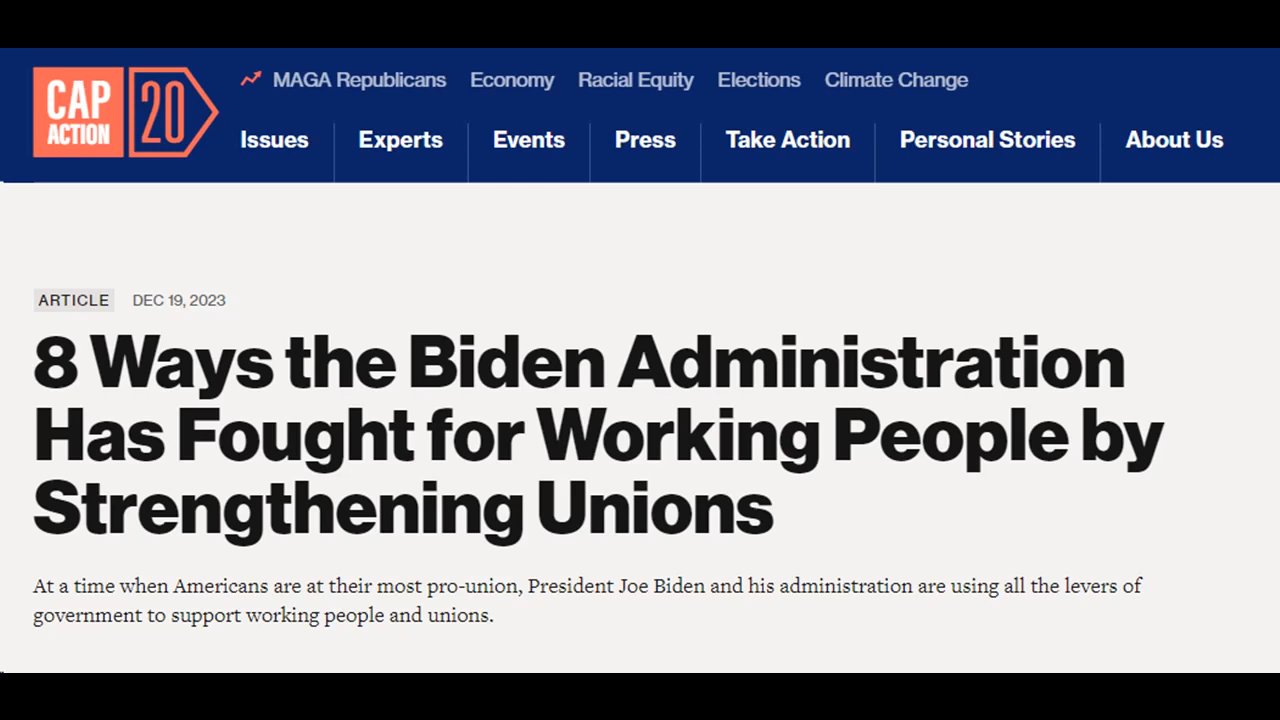 CAP
ACTION
20
MAGA Republicans Economy Racial Equity Elections Climate Change
Issues Experts Events Press Take Action Personal Stories About Us
ARTICLE DEC 19, 2023
8 Ways the Biden Administration
Has Fought for Working People by
Strengthening Unions
At a time when Americans are at their most pro-union, President Joe Biden and his administration are using all the levers of
government to support working people and unions.